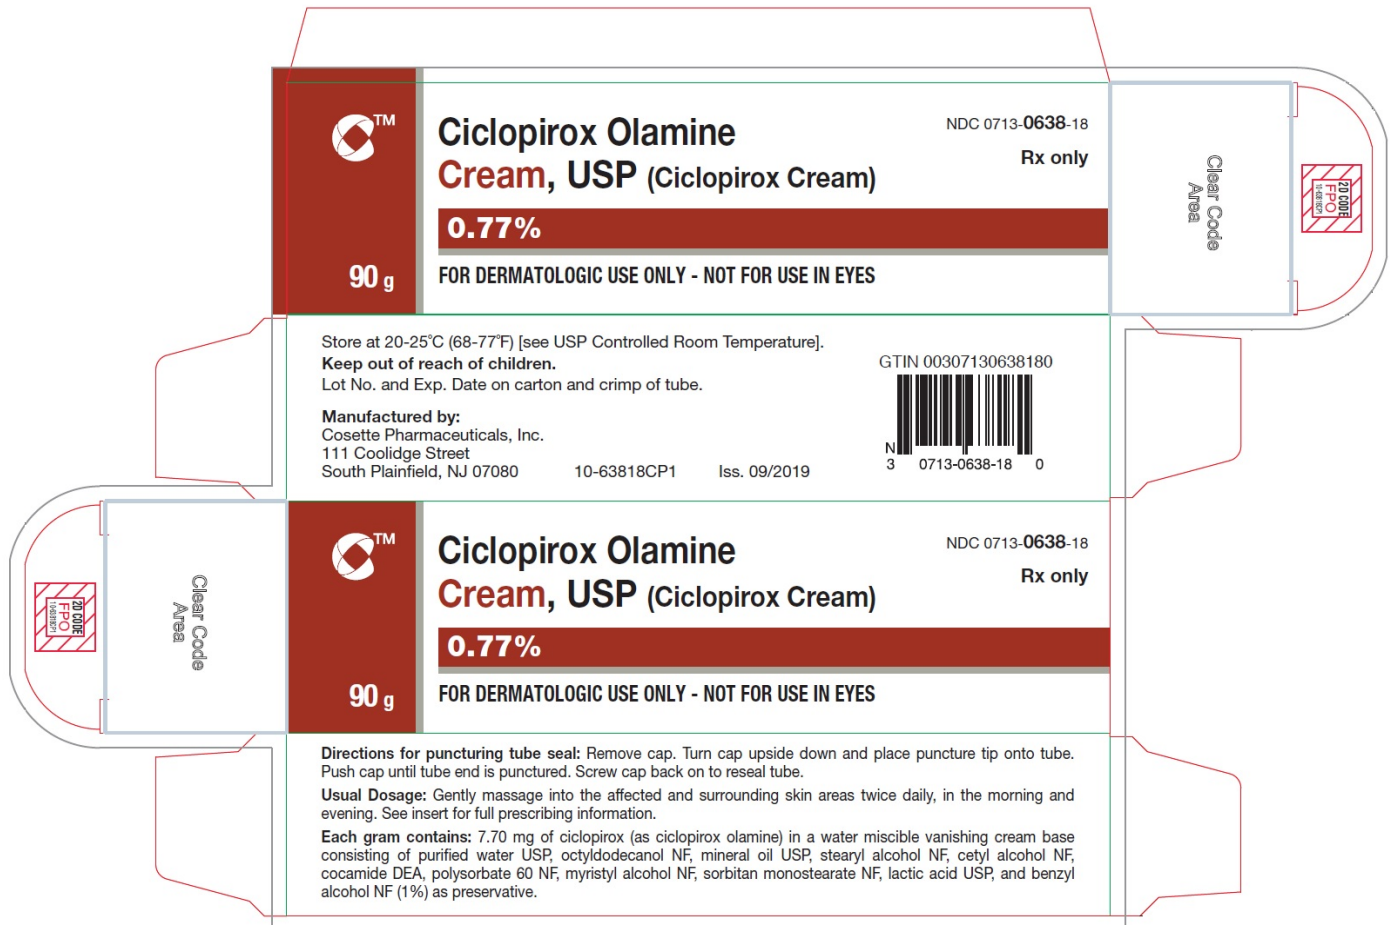 TM
Ciclopirox Olamine
Cream, USP (Ciclopirox Cream)
NDC 0713-0638-18
Rx only
0.77%
90 g
FOR DERMATOLOGIC USE ONLY - NOT FOR USE IN EYES
Clear Code
Area
2D CODE
FPO
10-63818CP1
Store at 20-25°C (68-77°F) [see USP Controlled Room Temperature].
Keep out of reach of children.
Lot No. and Exp. Date on carton and crimp of tube.
Manufactured by:
Cosette Pharmaceuticals, Inc.
111 Coolidge Street
South Plainfield, NJ 07080 10-63818CP1 Iss. 09/2019
GTIN 00307130638180
N
3 0713-0638-18 0
TM
Ciclopirox Olamine
Cream, USP (Ciclopirox Cream)
NDC 0713-0638-18
Rx only
0.77%
90 g
FOR DERMATOLOGIC USE ONLY - NOT FOR USE IN EYES
Clear Code
Area
2D CODE
FPO
10-63818CP1
Directions for puncturing tube seal: Remove cap. Turn cap upside down and place puncture tip onto tube.
Push cap until tube end is punctured. Screw cap back on to reseal tube.
Usual Dosage: Gently massage into the affected and surrounding skin areas twice daily, in the morning and
evening. See insert for full prescribing information.
Each gram contains: 7.70 mg of ciclopirox (as ciclopirox olamine) in a water miscible vanishing cream base
consisting of purified water USP, octyldodecanol NF, mineral oil USP, stearyl alcohol NF, cetyl alcohol NF,
cocamide DEA, polysorbate 60 NF, myristyl alcohol NF, sorbitan monostearate NF, lactic acid USP, and benzyl
alcohol NF (1%) as preservative.